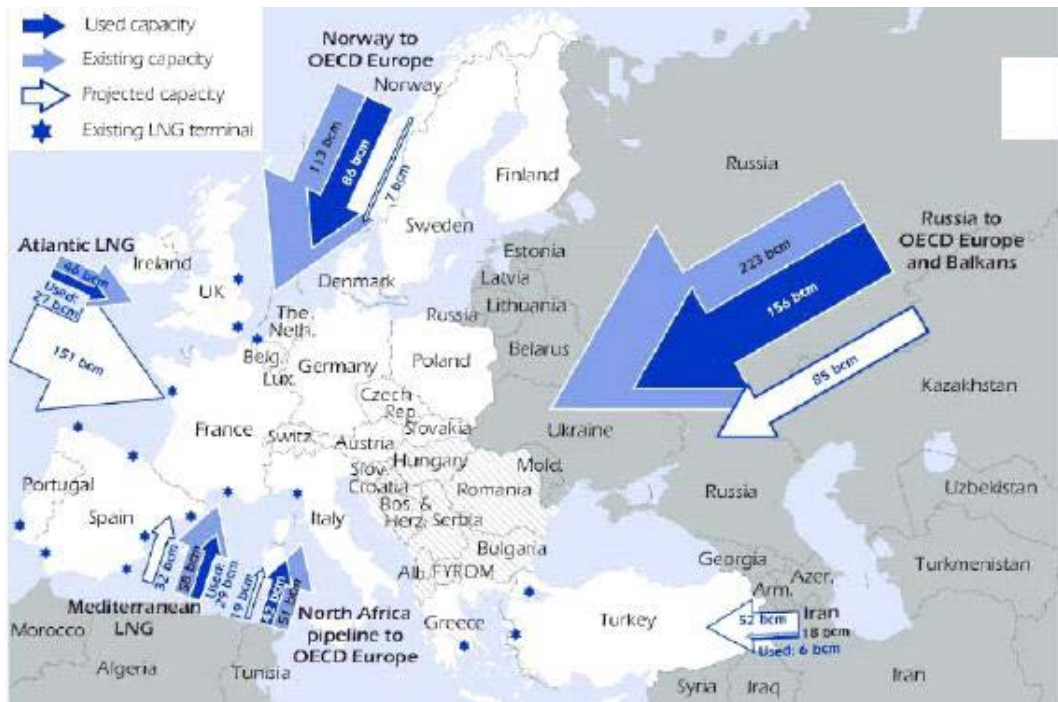 Used capacity
Existing capacity
Projected capacity
Existing LNG terminal
Norway to
OECD Europe
Norway
113 bcm
86 bcm
7 bcm
Finland
Sweden
Russia
Russia to
OECD Europe
and Balkans
223 bcm
156 bcm
85 bcm
Atlantic LNG
46 bcm
Used:
27 bcm
151 bcm
Ireland
UK
Denmark
Estonia
Latvia
Lithuania
Russia
Belarus
The
Neth.
Belg.
Lux.
Germany
Poland
Czech
Rep
Slovakia
Ukraine
Kazakhstan
France
Switz
Austria
Hungary
Mold.
Slov.
Croatia
Romania
Bos. &
Herz.
Serbia
Russia
Uzbekistan
Portugal
Spain
Italy
Bulgaria
Georgia
Turkmenistan
Alb.
FYROM
Arm.
Azer.
32 bcm
58 bcm
Used:
29 bcm
19 bcm
51 bcm
Mediterranean
LNG
North Africa
pipeline to
OECD Europe
Greece
Turkey
52 bcm
Iran
18 bcm
Used: 6 bcm
Morocco
Algeria
Tunisia
Syria
Iraq
Iran